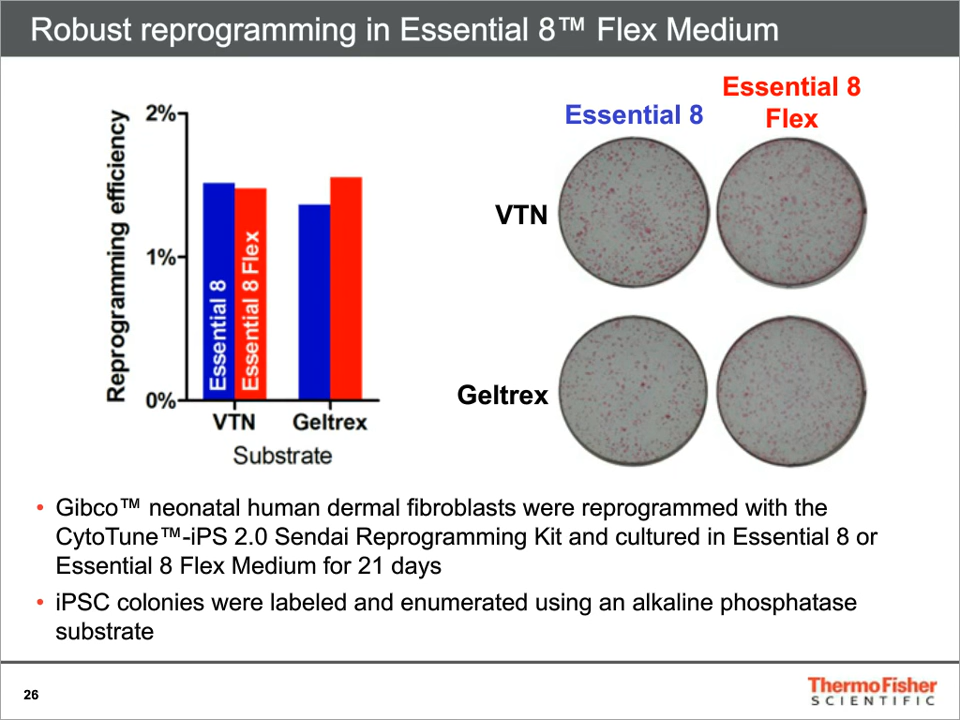 Robust reprogramming in Essential 8™ Flex Medium
Reprogramming efficiency
2%
1%
0%
Essential 8
Essential 8 Flex
VTN
Geltrex
Substrate
Essential 8
Essential 8
Flex
VTN
Geltrex
• Gibco™ neonatal human dermal fibroblasts were reprogrammed with the
CytoTune™-iPS 2.0 Sendai Reprogramming Kit and cultured in Essential 8 or
Essential 8 Flex Medium for 21 days
• iPSC colonies were labeled and enumerated using an alkaline phosphatase
substrate
26
ThermoFisher
SCIENTIFIC